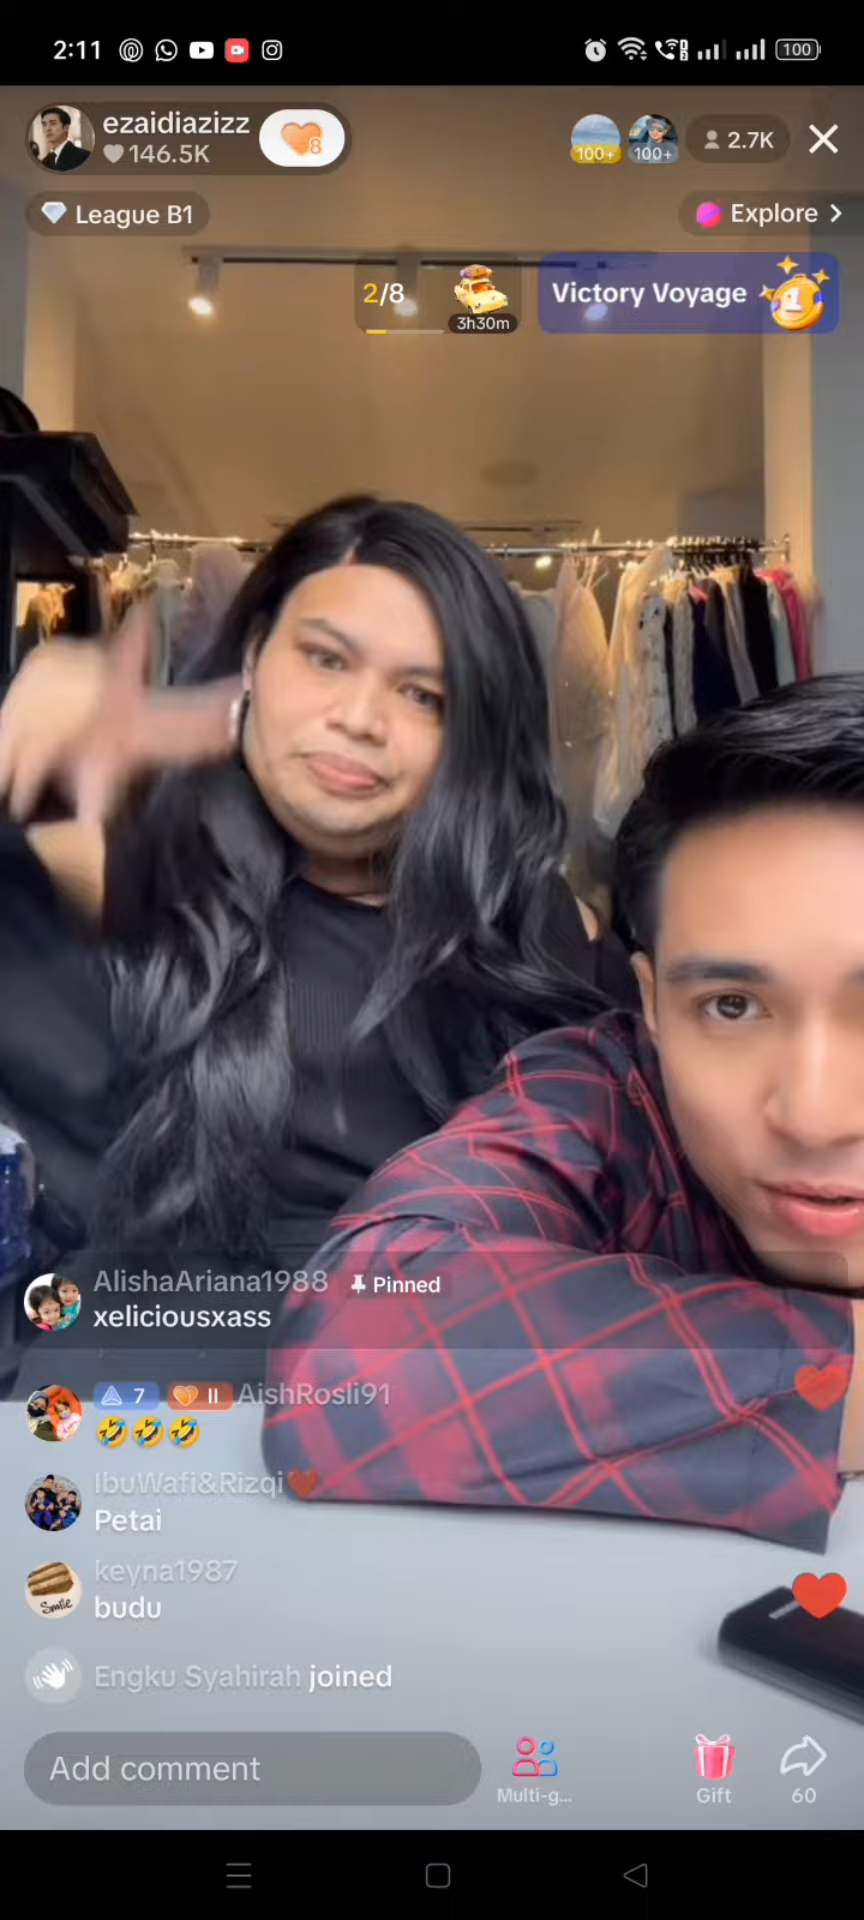 2:11
100
ezaidiazizz
146.5K
8
100+
100+
2.7K
League B1
Explore
2/8
3h30m
Victory Voyage
1
AlishaAriana1988 Pinned
xeliciousxass
7 II AishRosli91
🤣🤣🤣
IbuWafi&Rizqi❤️
Petai
keyna1987
Smile
budu
Engku Syahirah joined
Add comment
Multi-g...
Gift
60